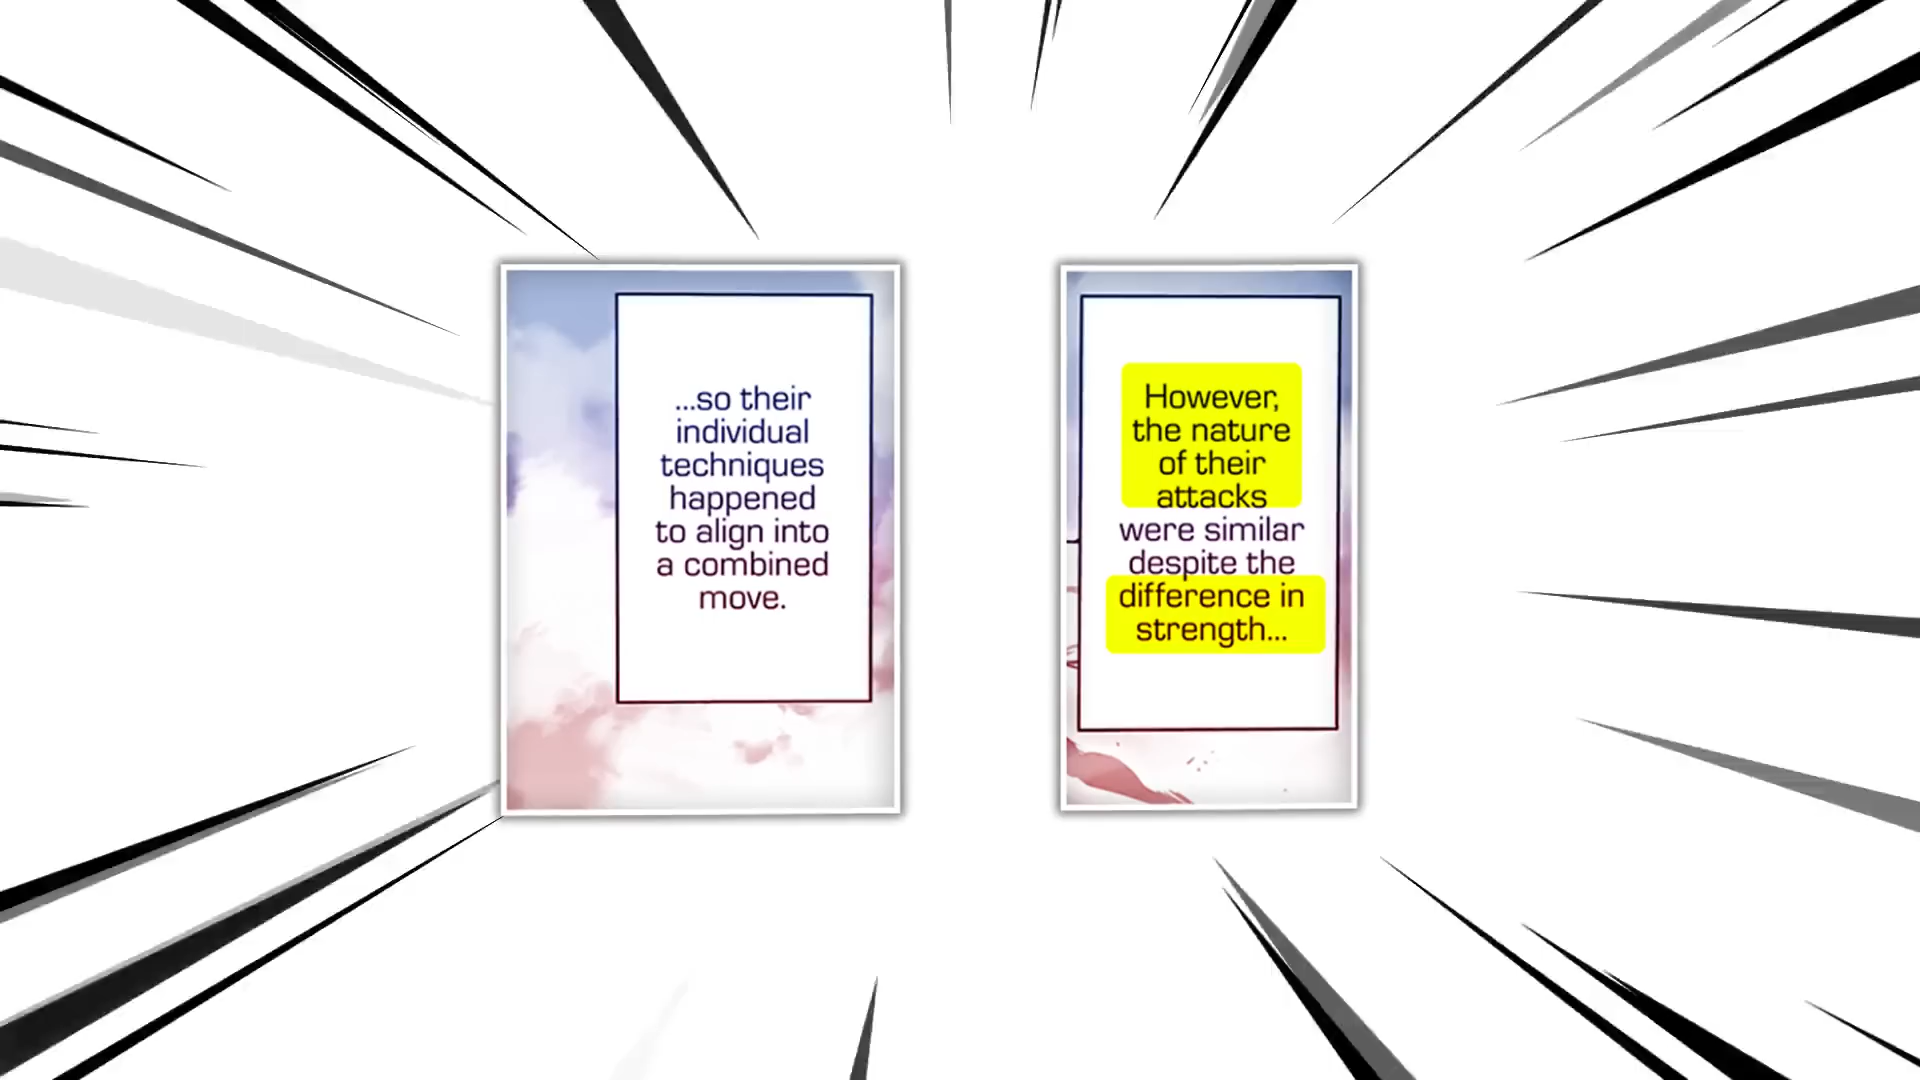 However,
the nature
of their
attacks
were similar
despite the
difference in
strength...
...so their
individual
techniques
happened
to align into
a combined
move.